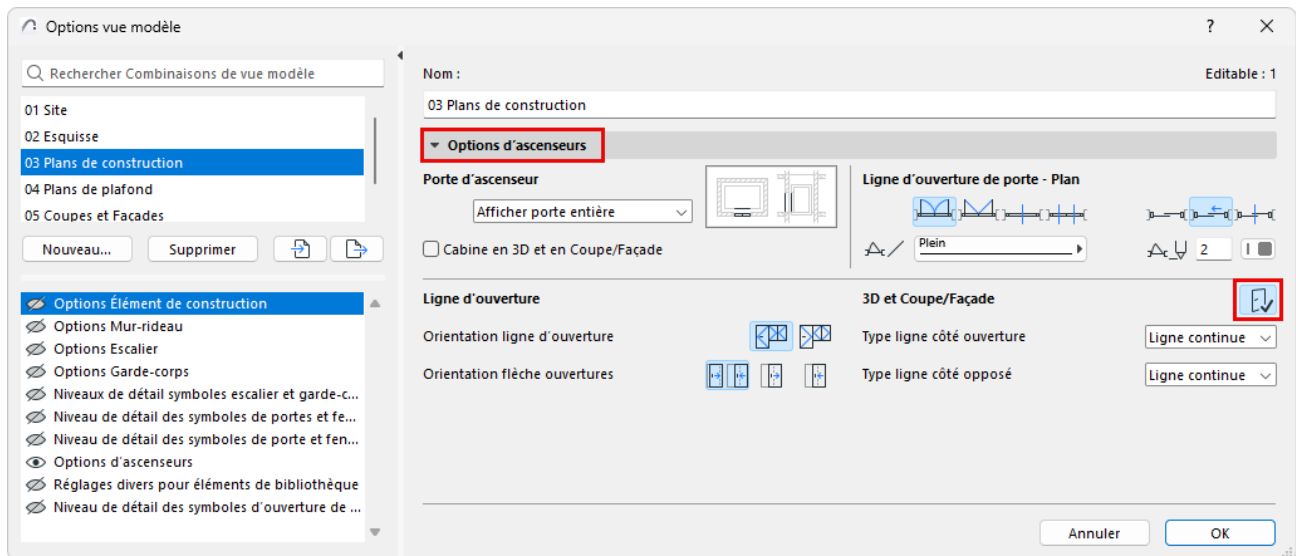 Options vue modèle
?
Rechercher Combinaisons de vue modèle
01 Site
02 Esquisse
03 Plans de construction
04 Plans de plafond
05 Coupes et Façades
Nouveau...
Supprimer
Options Élément de construction
Options Mur-rideau
Options Escalier
Options Garde-corps
Niveaux de détail symboles escalier et garde-c...
Niveau de détail des symboles de portes et fe...
Niveau de détail des symboles de porte et fen...
Options d'ascenseurs
Réglages divers pour éléments de bibliothèque
Niveau de détail des symboles d'ouverture de ...
Nom :
Editable : 1
03 Plans de construction
Options d'ascenseurs
Porte d'ascenseur
Afficher porte entière
Cabine en 3D et en Coupe/Façade
Ligne d'ouverture de porte - Plan
Plein
2
Ligne d'ouverture
Orientation ligne d'ouverture
Orientation flèche ouvertures
3D et Coupe/Façade
Type ligne côté ouverture
Ligne continue
Type ligne côté opposé
Ligne continue
Annuler
OK